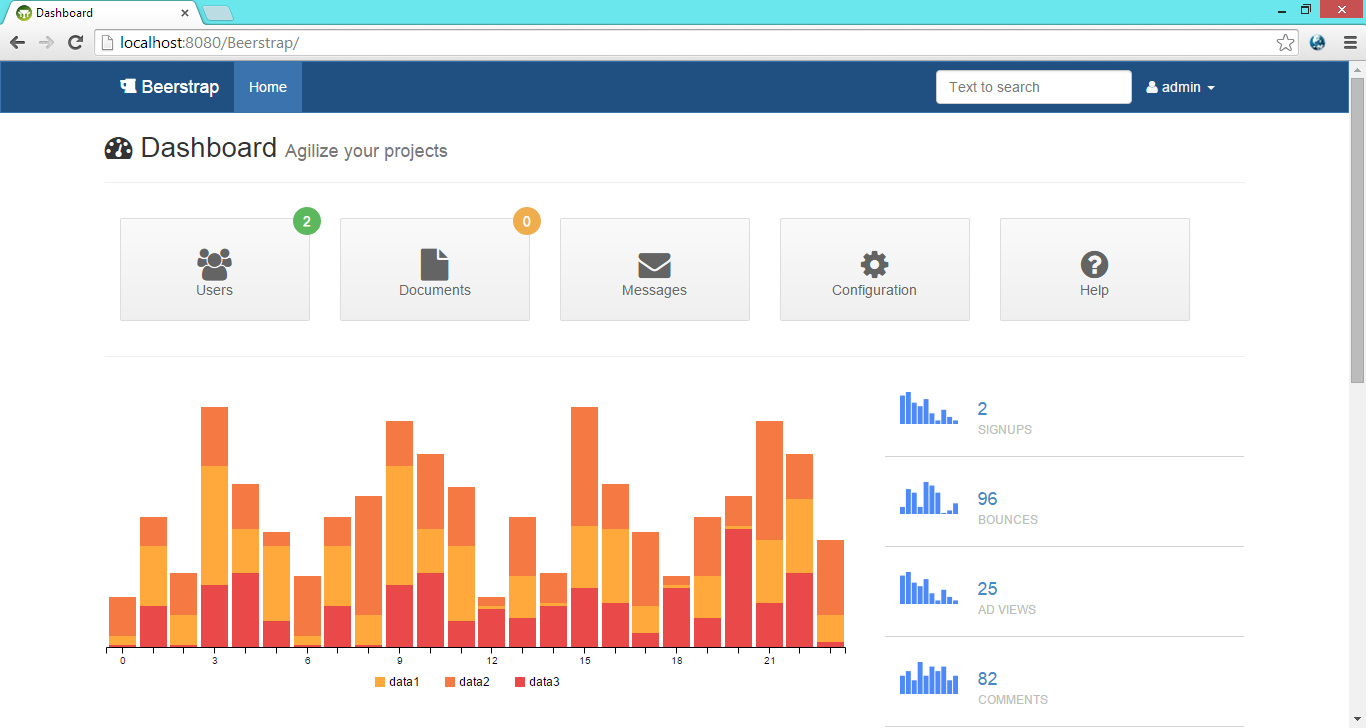 Dashboard
localhost:8080/Beerstrap/
Beerstrap Home Text to search admin
Dashboard Agilize your projects
2 0
Users Documents Messages Configuration Help
2
SIGNUPS
96
BOUNCES
25
AD VIEWS
82
COMMENTS
0 3 6 9 12 15 18 21
data1 data2 data3